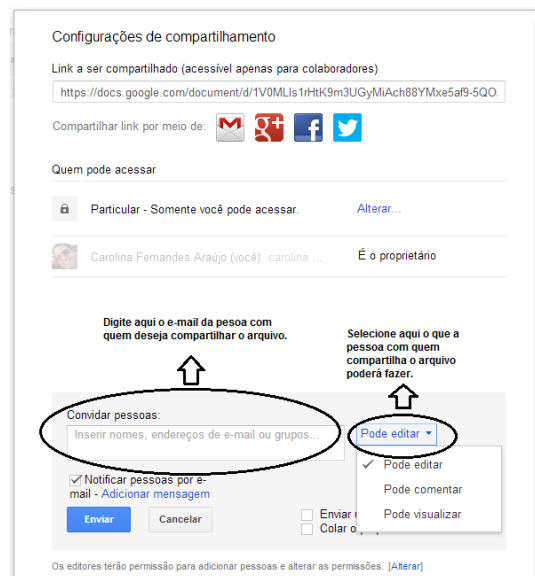 Configurações de compartilhamento
Link a ser compartilhado (acessível apenas para colaboradores)
https://docs.google.com/document/d/1V0MLIs1rHtK9m3UGyMiAch88YMxe5af9-5QO.
Compartilhar link por meio de:
Quem pode acessar
Particular - Somente você pode acessar. Alterar...
Carolina Fernandes Araújo (você) carolina.... É o proprietário
Digite aqui o e-mail da pesoa com
quem deseja compartilhar o arquivo.
Selecione aqui o que a
pessoa com quem
compartilha o arquivo
poderá fazer.
Convidar pessoas:
Inserir nomes, endereços de e-mail ou grupos...
Pode editar
Pode editar
Pode comentar
Pode visualizar
Notificar pessoas por e-
mail - Adicionar mensagem
Enviar Cancelar
Enviar
Colar o
Os editores terão permissão para adicionar pessoas e alterar as permissões. [Alterar]